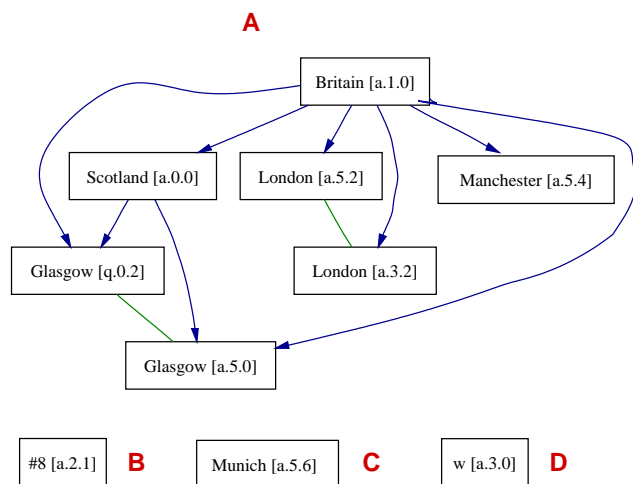 A
Britain [a.1.0]
Scotland [a.0.0]
London [a.5.2]
Manchester [a.5.4]
Glasgow [q.0.2]
London [a.3.2]
Glasgow [a.5.0]
#8 [a.2.1]
B
Munich [a.5.6]
C
w [a.3.0]
D